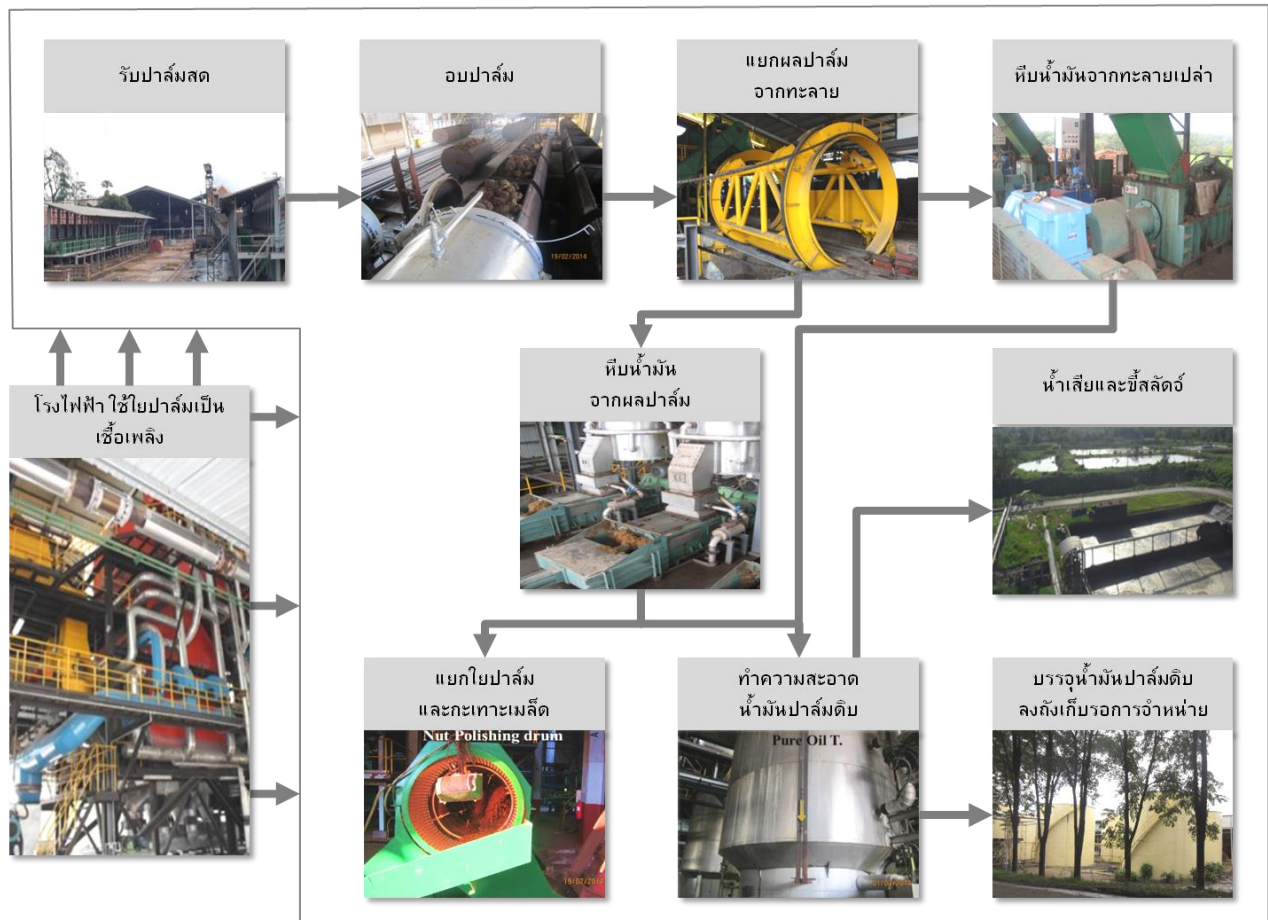 รับปาล์มสด
อบปาล์ม
แยกผลปาล์ม
จากทะลาย
หีบน้ำมันจากทะลายเปล่า
19/02/2014
หีบน้ำมัน
จากผลปาล์ม
น้ำเสียและขี้สลัดจ์
โรงไฟฟ้า ใช้ใยปาล์มเป็น
เชื้อเพลิง
แยกใยปาล์ม
และกะเทาะเมล็ด
Nut Polishing drum
19/02/2014
ทำความสะอาด
น้ำมันปาล์มดิบ
Pure Oil T.
บรรจุน้ำมันปาล์มดิบ
ลงถังเก็บรอการจำหน่าย